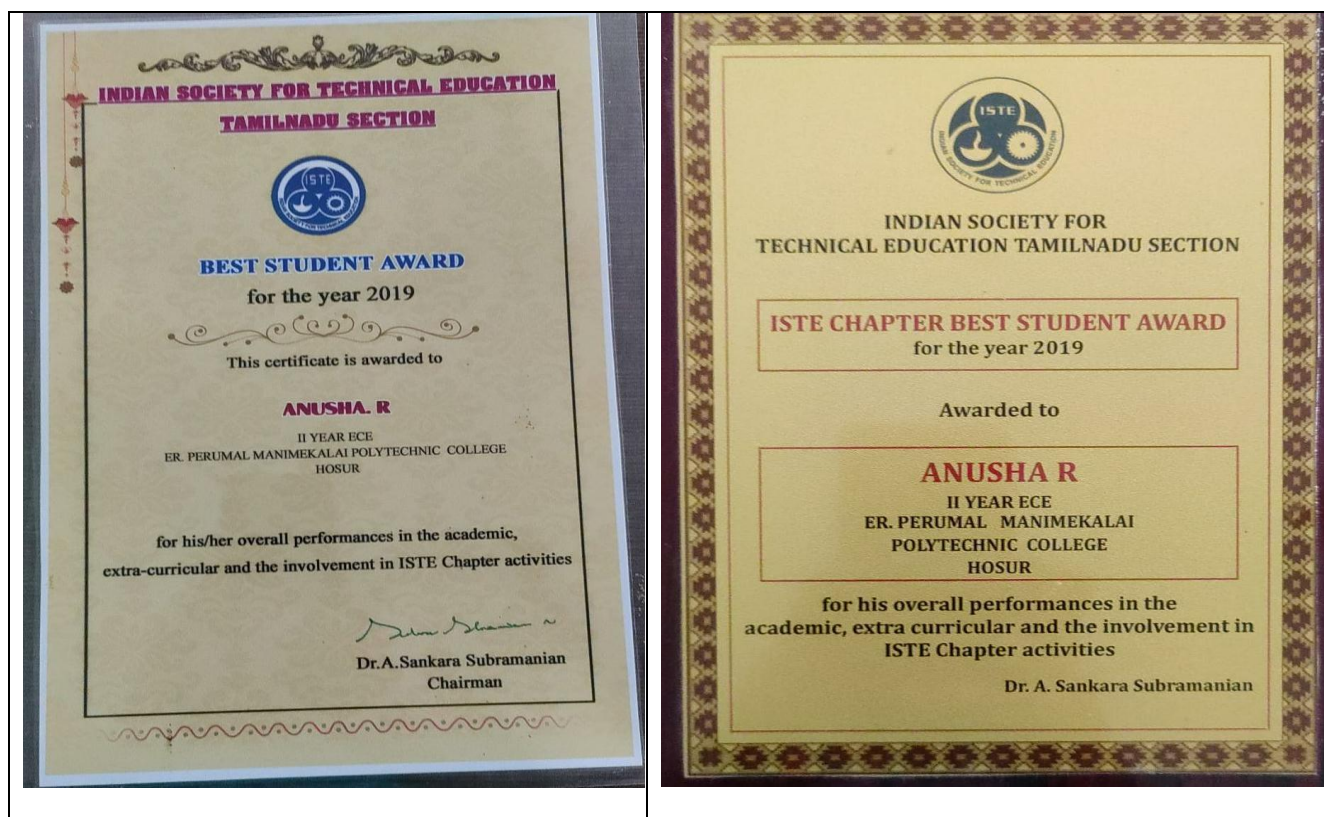 INDIAN SOCIETY FOR TECHNICAL EDUCATION
TAMILNADU SECTION
ISTE
BEST STUDENT AWARD
for the year 2019
This certificate is awarded to
ANUSHA. R
II YEAR ECE
ER. PERUMAL MANIMEKALAI POLYTECHNIC COLLEGE
HOSUR
for his/her overall performances in the academic,
extra-curricular and the involvement in ISTE Chapter activities
Dr.A.Sankara Subramanian
Chairman
ISTE
INDIAN SOCIETY FOR TECHNICAL EDUCATION
INDIAN SOCIETY FOR
TECHNICAL EDUCATION TAMILNADU SECTION
ISTE CHAPTER BEST STUDENT AWARD
for the year 2019
Awarded to
ANUSHA R
II YEAR ECE
ER. PERUMAL MANIMEKALAI
POLYTECHNIC COLLEGE
HOSUR
for his overall performances in the
academic, extra curricular and the involvement in
ISTE Chapter activities
Dr. A. Sankara Subramanian